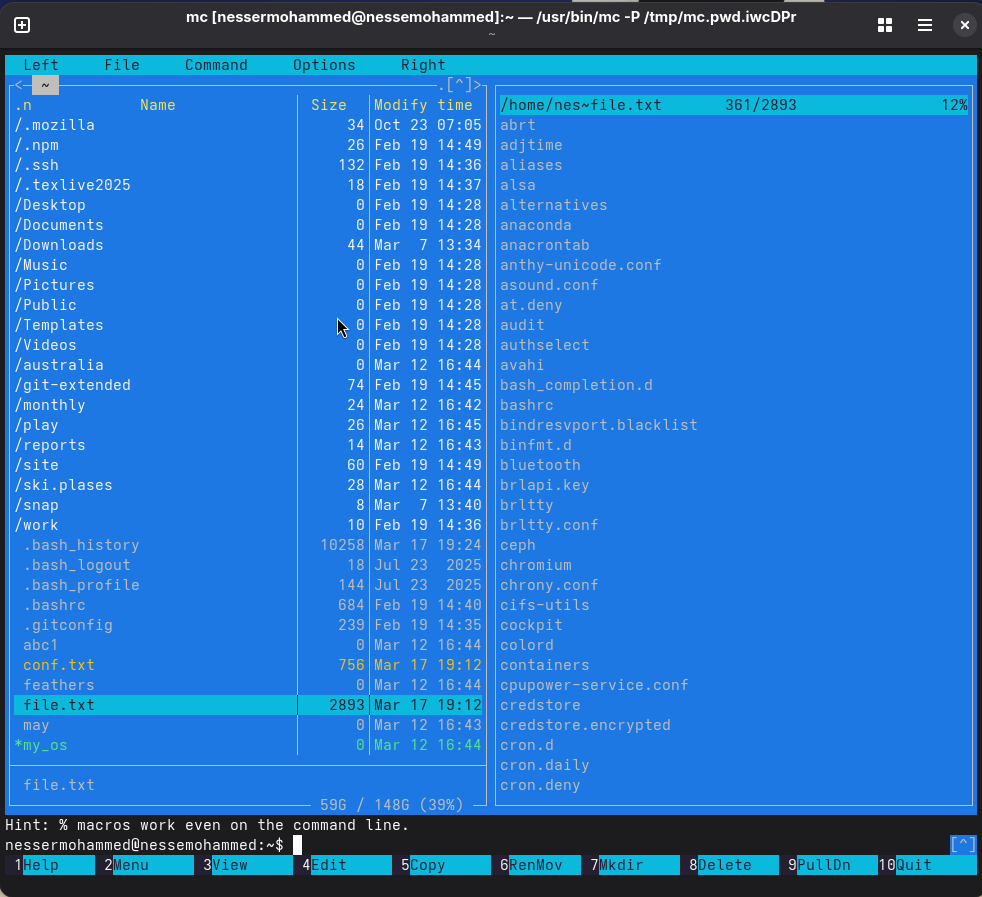 mc [nessermohammed@nessemohammed]:~ — /usr/bin/mc -P /tmp/mc.pwd.iwcDPr
~
Left File Command Options Right
<─ ~ ─.[^]>
.n Name Size Modify time
/.mozilla 34 Oct 23 07:05
/.npm 26 Feb 19 14:49
/.ssh 132 Feb 19 14:36
/.texlive2025 18 Feb 19 14:37
/Desktop 0 Feb 19 14:28
/Documents 0 Feb 19 14:28
/Downloads 44 Mar 7 13:34
/Music 0 Feb 19 14:28
/Pictures 0 Feb 19 14:28
/Public 0 Feb 19 14:28
/Templates 0 Feb 19 14:28
/Videos 0 Feb 19 14:28
/australia 0 Mar 12 16:44
/git-extended 74 Feb 19 14:45
/monthly 24 Mar 12 16:42
/play 26 Mar 12 16:45
/reports 14 Mar 12 16:43
/site 60 Feb 19 14:49
/ski.plases 28 Mar 12 16:44
/snap 8 Mar 7 13:40
/work 10 Feb 19 14:36
.bash_history 10258 Mar 17 19:24
.bash_logout 18 Jul 23 2025
.bash_profile 144 Jul 23 2025
.bashrc 684 Feb 19 14:40
.gitconfig 239 Feb 19 14:35
abc1 0 Mar 12 16:44
conf.txt 756 Mar 17 19:12
feathers 0 Mar 12 16:44
file.txt 2893 Mar 17 19:12
may 0 Mar 12 16:43
*my_os 0 Mar 12 16:44
file.txt
59G / 148G (39%)
/home/nes~file.txt 361/2893 12%
abrt
adjtime
aliases
alsa
alternatives
anaconda
anacrontab
anthy-unicode.conf
asound.conf
at.deny
audit
authselect
avahi
bash_completion.d
bashrc
bindresvport.blacklist
binfmt.d
bluetooth
brlapi.key
brltty
brltty.conf
ceph
chromium
chrony.conf
cifs-utils
cockpit
colord
containers
cpupower-service.conf
credstore
credstore.encrypted
cron.d
cron.daily
cron.deny
Hint: % macros work even on the command line.
nessermohammed@nessemohammed:~$ [^]
1Help 2Menu 3View 4Edit 5Copy 6RenMov 7Mkdir 8Delete 9PullDn 10Quit